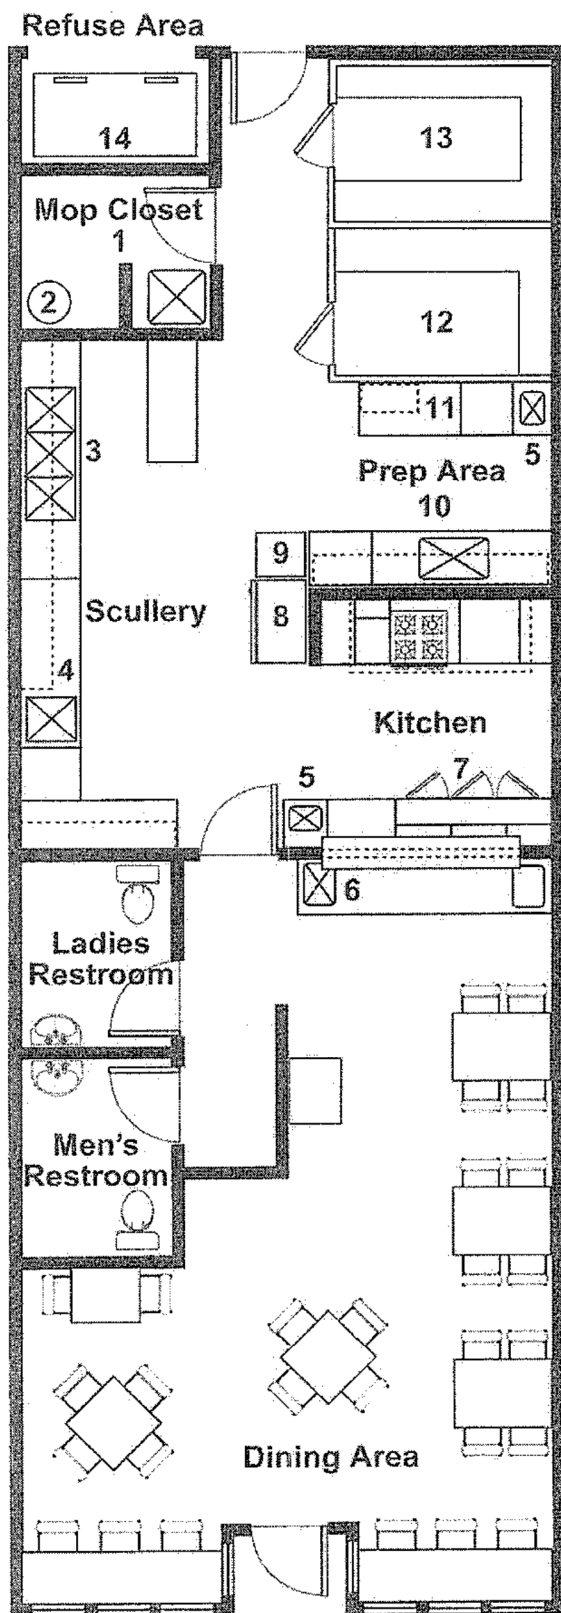 Refuse Area
14
13
Mop Closet
1
2
12
11
5
3
Prep Area
10
9
8
Scullery
4
Kitchen
5
7
6
Ladies
Restroom
Men's
Restroom
Dining Area